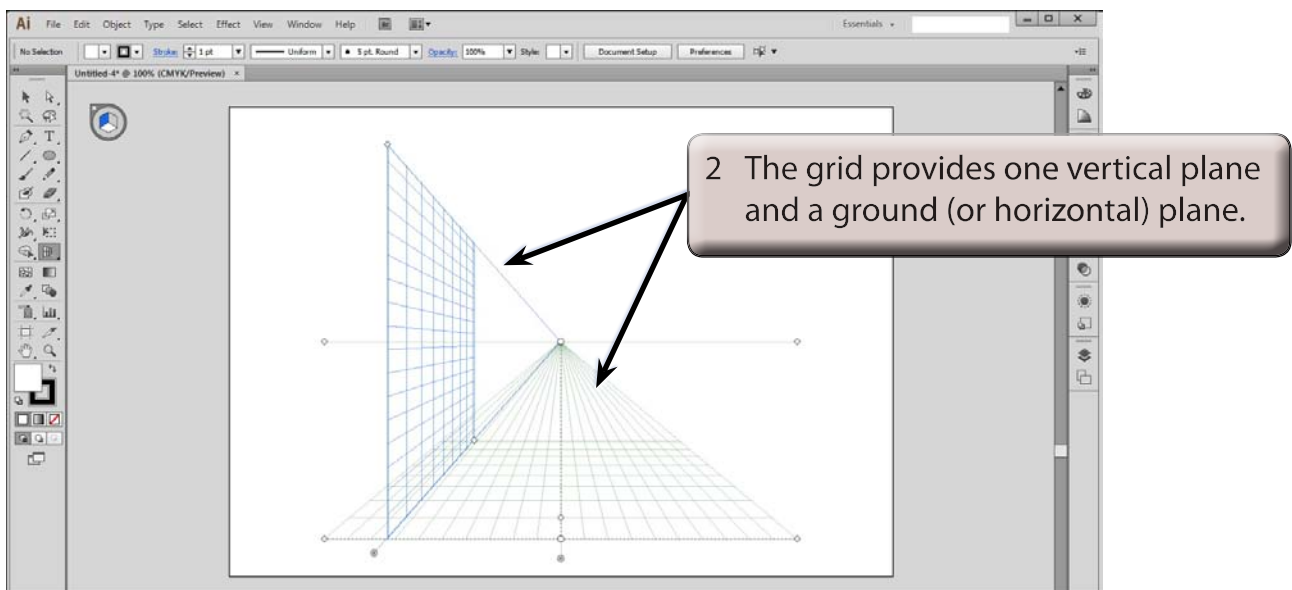 Ai File Edit Object Type Select Effect View Window Help Br Essentials
No Selection Stroke: 1 pt Uniform 5 pt. Round Opacity: 100% Style: Document Setup Preferences
Untitled-4* @ 100% (CMYK/Preview) ×
2 The grid provides one vertical plane
and a ground (or horizontal) plane.